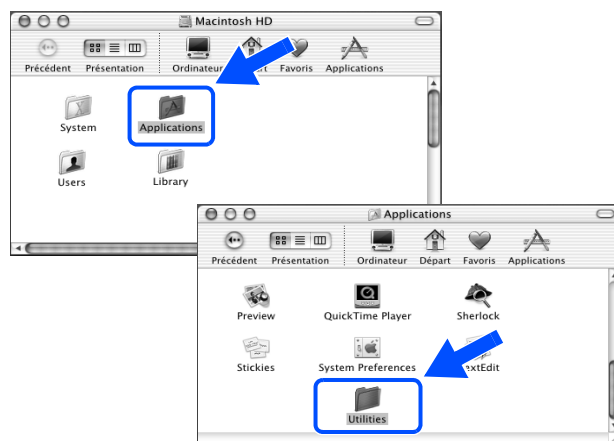 Macintosh HD
Précédent Présentation Ordinateur Favoris Applications
System Applications
Users Library
Applications
Précédent Présentation Ordinateur Départ Favoris Applications
Preview QuickTime Player Sherlock
Stickies System Preferences
Utilities